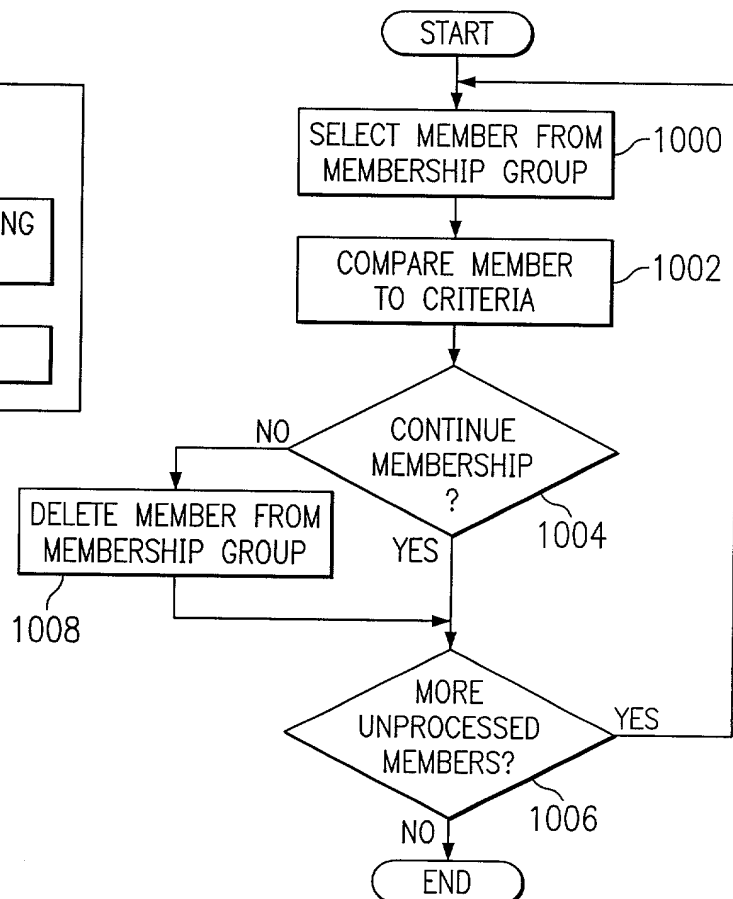 START
SELECT MEMBER FROM
MEMBERSHIP GROUP
1000
NG
COMPARE MEMBER
TO CRITERIA
1002
NO
CONTINUE
MEMBERSHIP
?
1004
DELETE MEMBER FROM
MEMBERSHIP GROUP
YES
1008
MORE
UNPROCESSED
MEMBERS?
YES
1006
NO
END